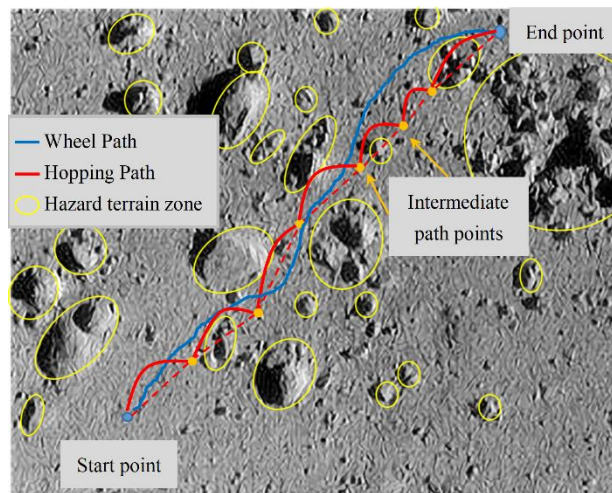 End point
Wheel Path
Hopping Path
Hazard terrain zone
Intermediate
path points
Start point